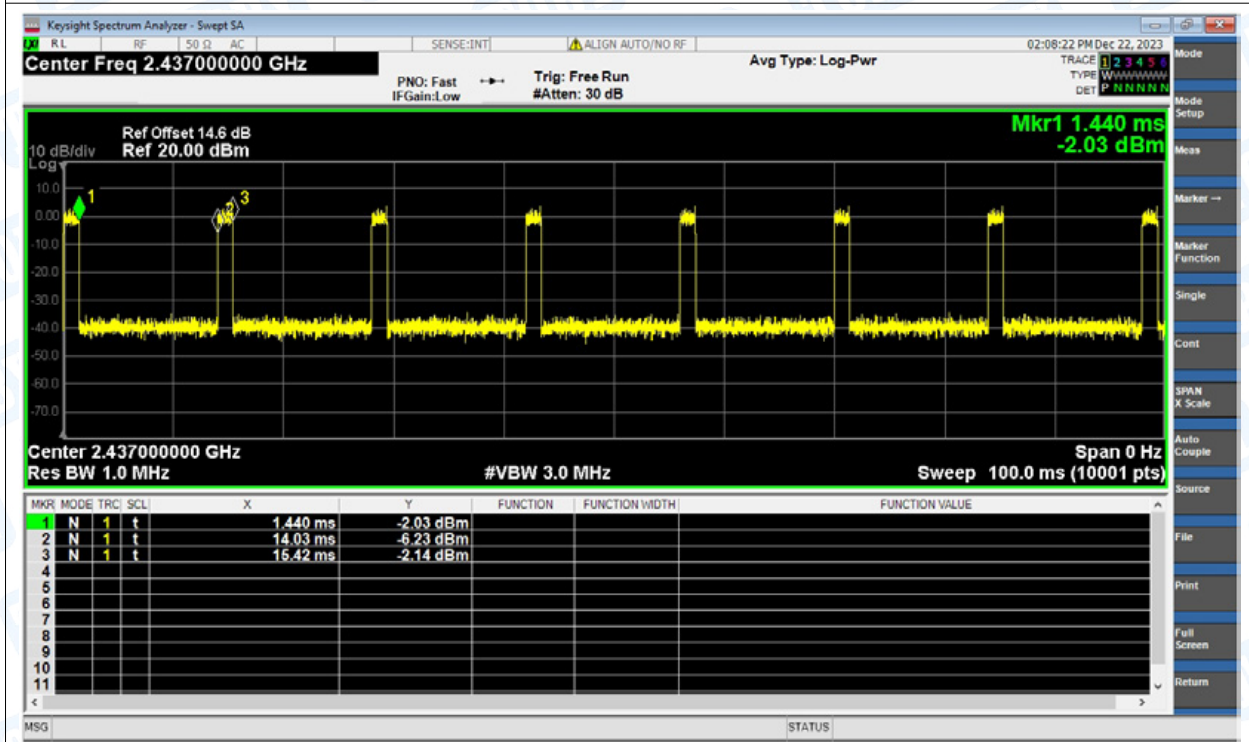 Keysight Spectrum Analyzer - Swept SA
RL RF 50 Ω AC SENSE:INT ALIGN AUTO/NO RF 02:08:22 PM Dec 22, 2023
Center Freq 2.437000000 GHz
Avg Type: Log-Pwr
TRACE 1 2 3 4 5 6
TYPE WWWWWW
DET P N N N N N
PNO: Fast
IFGain:Low
Trig: Free Run
#Atten: 30 dB
Mkr1 1.440 ms
-2.03 dBm
Ref Offset 14.6 dB
10 dB/div Ref 20.00 dBm
Log
10.0
0.00
-10.0
-20.0
-30.0
-40.0
-50.0
-60.0
-70.0
1
2
3
Center 2.437000000 GHz Span 0 Hz
Res BW 1.0 MHz #VBW 3.0 MHz Sweep 100.0 ms (10001 pts)
MKR MODE TRC SCL X Y FUNCTION FUNCTION WIDTH FUNCTION VALUE
1 N 1 t 1.440 ms -2.03 dBm
2 N 1 t 14.03 ms -6.23 dBm
3 N 1 t 15.42 ms -2.14 dBm
4
5
6
7
8
9
10
11
MSG STATUS
Mode
Mode
Setup
Meas
Marker →
Marker
Function
Single
Cont
SPAN
X Scale
Auto
Couple
Source
File
Print
Full
Screen
Return